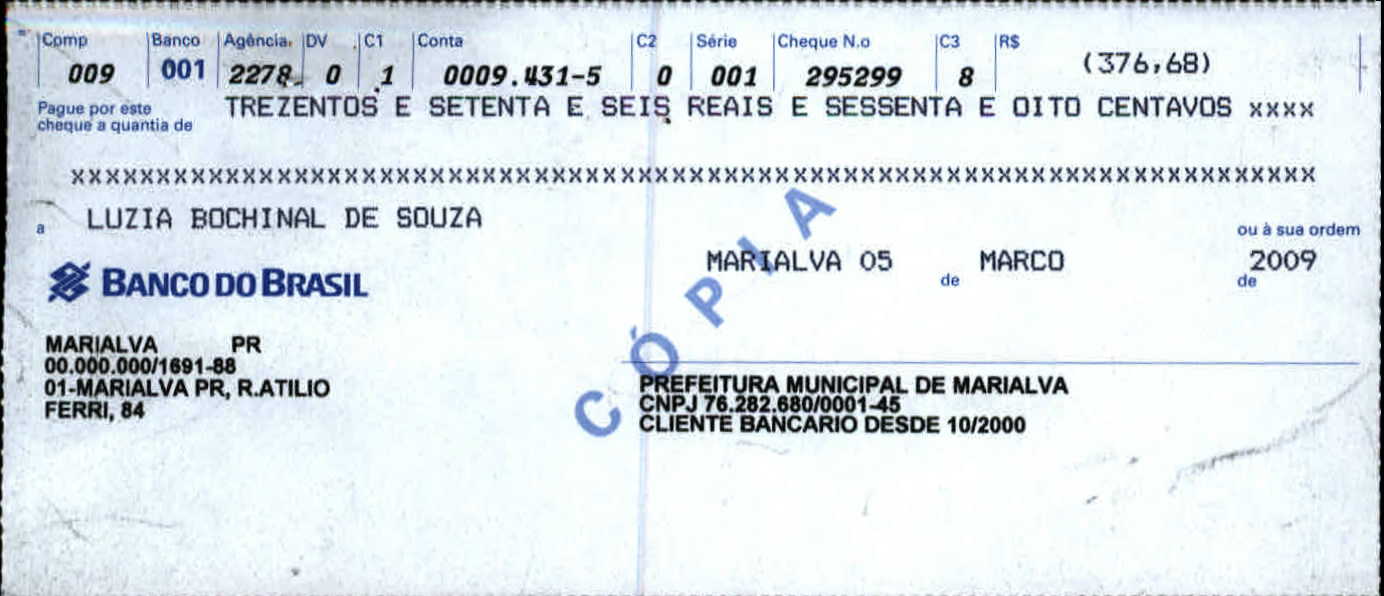 Comp Banco Agência DV C1 Conta C2 Série Cheque N.o C3 R$
009 001 2278 0 1 0009.431-5 0 001 295299 8 (376,68)
Pague por este
cheque a quantia de TREZENTOS E SETENTA E SEIS REAIS E SESSENTA E OITO CENTAVOS xxxx
XXXXXXXXXXXXXXXXXXXXXXXXXXXXXXXXXXXXXXXXXXXXXXXXXXXXXXXXXXXXXXXXXXXXXXXX
a LUZIA BOCHINAL DE SOUZA
ou à sua ordem
MARIALVA 05 de MARCO de 2009
BANCO DO BRASIL
CÓPIA
MARIALVA PR
00.000.000/1691-88
01-MARIALVA PR, R.ATILIO
FERRI, 84
PREFEITURA MUNICIPAL DE MARIALVA
CNPJ 76.282.680/0001-45
CLIENTE BANCARIO DESDE 10/2000